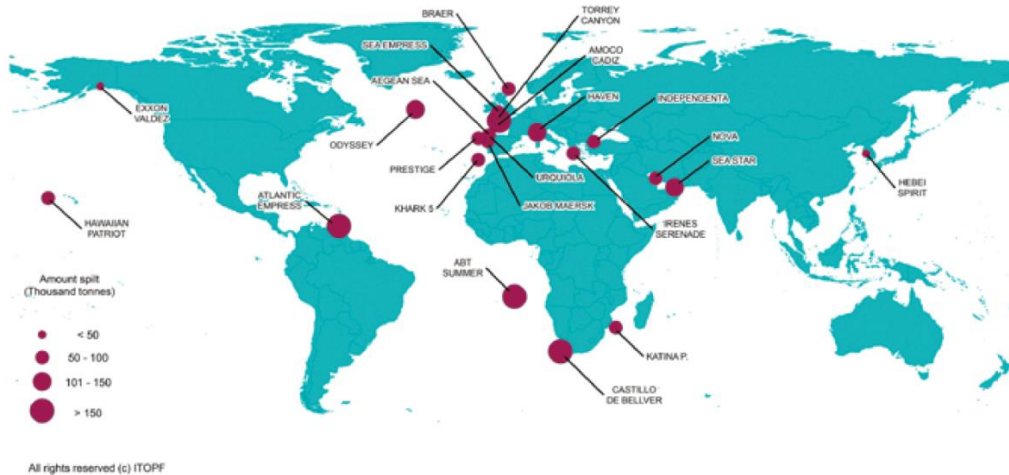 BRAER
TORREY
CANYON
SEA EMPRESS
AMOCO
CADIZ
AEGEAN SEA
HAVEN
INDEPENDENTA
EXXON
VALDEZ
ODYSSEY
NOVA
SEA STAR
PRESTIGE
URQUIOLA
HEBEI
SPIRIT
ATLANTIC
EMPRESS
KHARK 5
JAKOB MAERSK
HAWAIIAN
PATRIOT
IRENES
SERENADE
ABT
SUMMER
Amount spilt
(Thousand tonnes)
< 50
50 - 100
101 - 150
> 150
KATINA P.
CASTILLO
DE BELLVER
All rights reserved (c) ITOPF